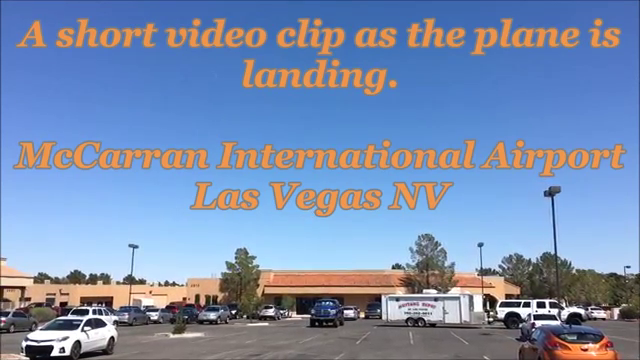 A short video clip as the plane is
landing.
McCarran International Airport
Las Vegas NV